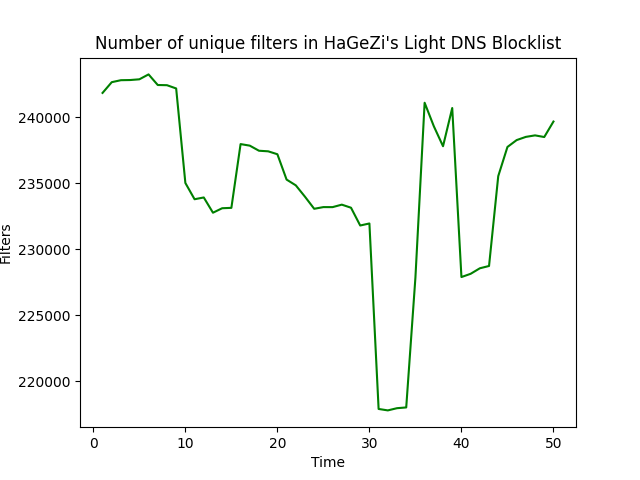 Number of unique filters in HaGeZi's Light DNS Blocklist
240000
235000
230000
225000
220000
Filters
0 10 20 30 40 50
Time